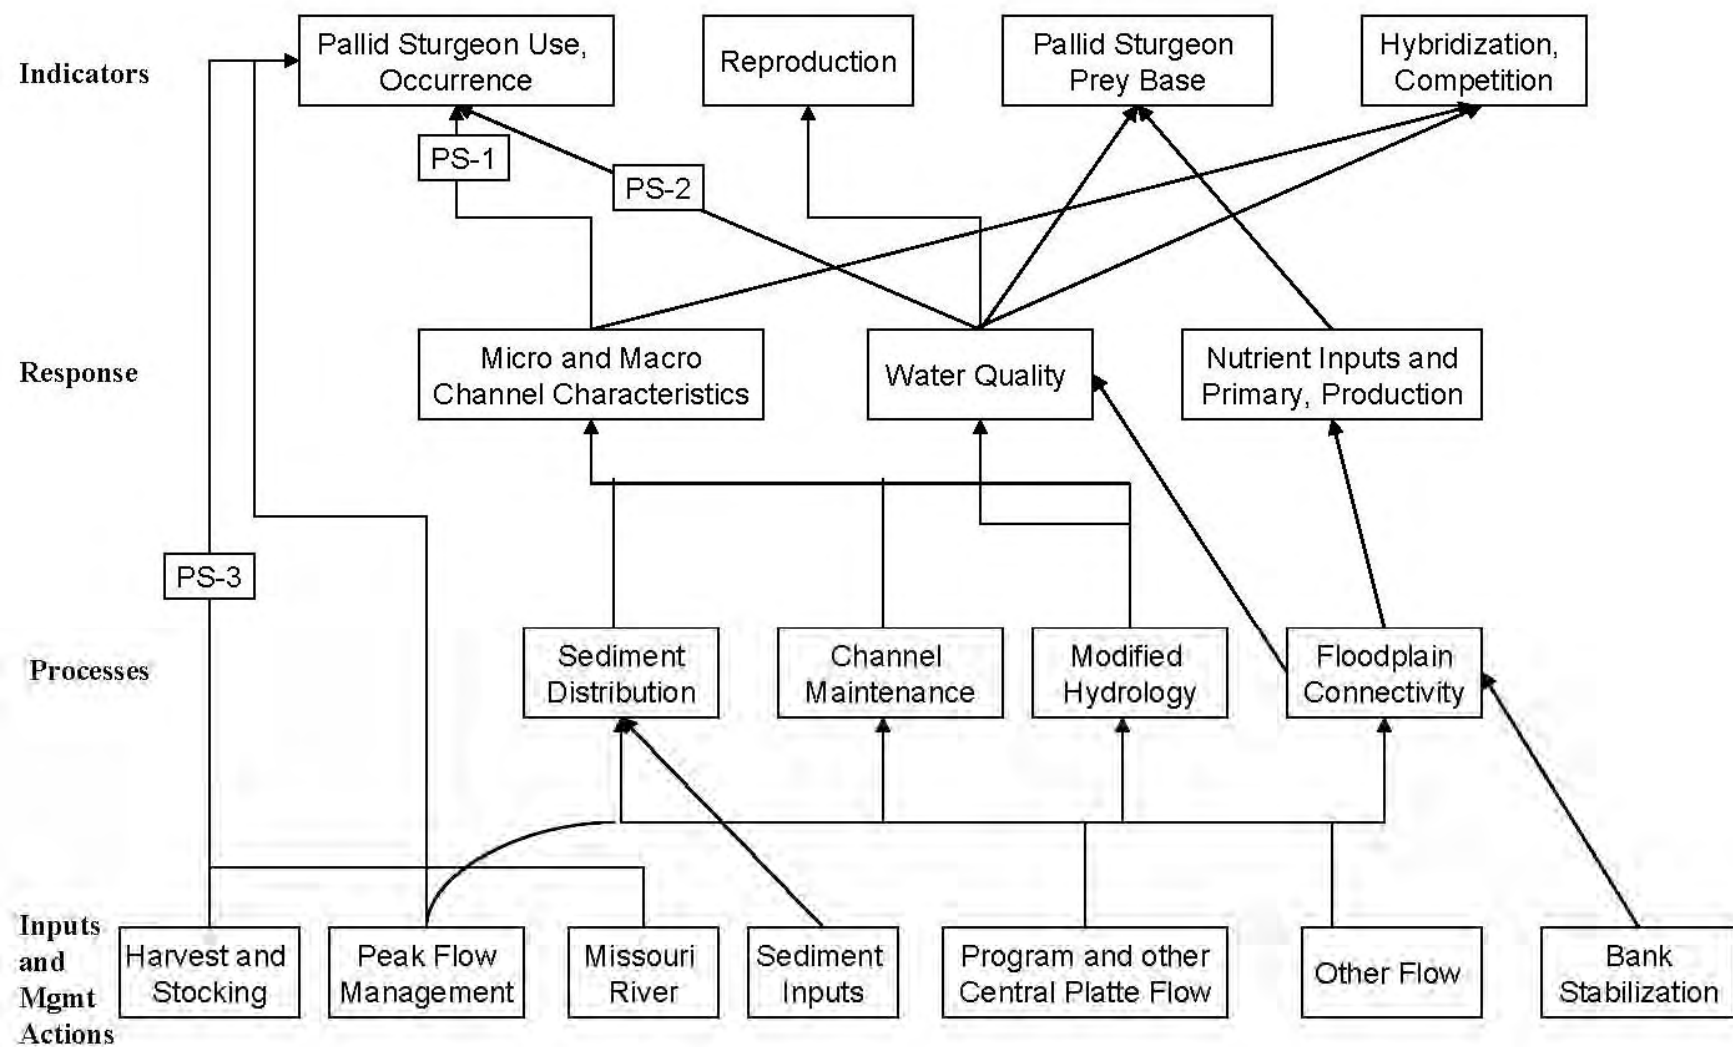 Indicators
Pallid Sturgeon Use,
Occurrence
Reproduction
Pallid Sturgeon
Prey Base
Hybridization,
Competition
PS-1
PS-2
Response
Micro and Macro
Channel Characteristics
Water Quality
Nutrient Inputs and
Primary, Production
PS-3
Processes
Sediment
Distribution
Channel
Maintenance
Modified
Hydrology
Floodplain
Connectivity
Inputs
and
Mgmt
Actions
Harvest and
Stocking
Peak Flow
Management
Missouri
River
Sediment
Inputs
Program and other
Central Platte Flow
Other Flow
Bank
Stabilization